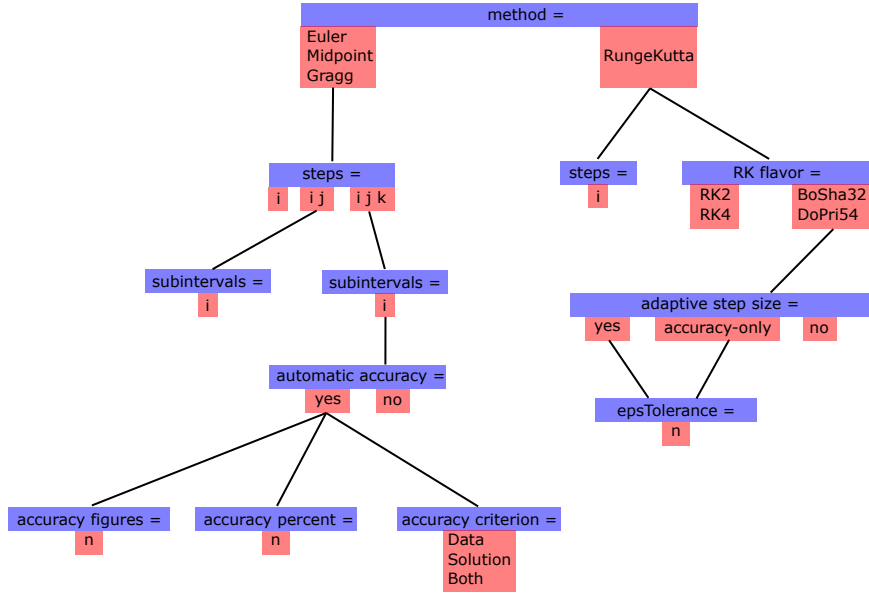 method =
Euler
Midpoint
Gragg
RungeKutta
steps =
i
i j
i j k
steps =
i
RK flavor =
RK2
RK4
BoSha32
DoPri54
subintervals =
i
subintervals =
i
adaptive step size =
yes
accuracy-only
no
automatic accuracy =
yes
no
epsTolerance =
n
accuracy figures =
n
accuracy percent =
n
accuracy criterion =
Data
Solution
Both